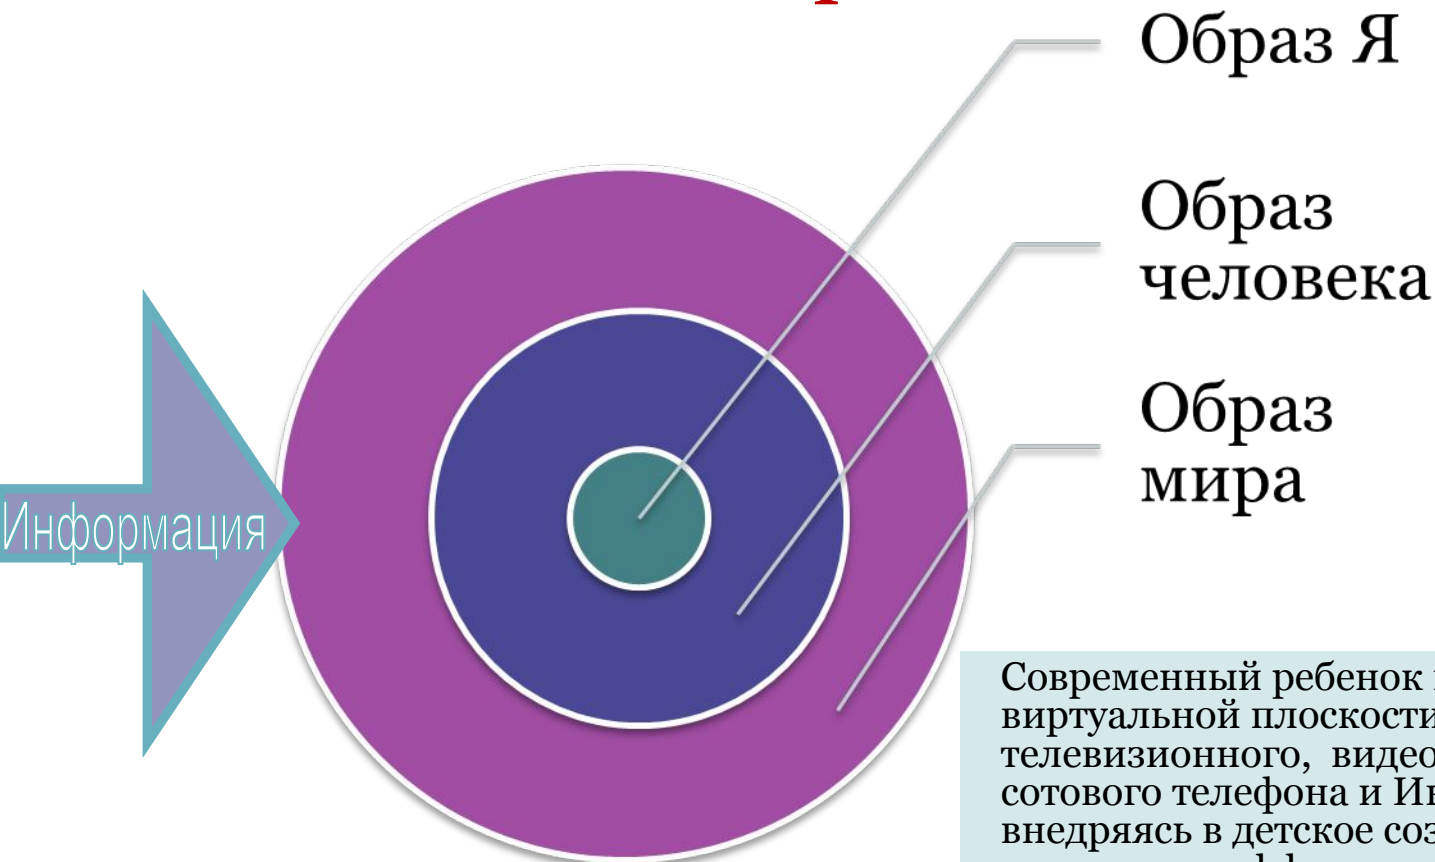 Образ Я
Образ
человека
Образ
мира
Информация
Современный ребенок
виртуальной плоскости
телевизионного, видео
сотового телефона и
внедряясь в детское